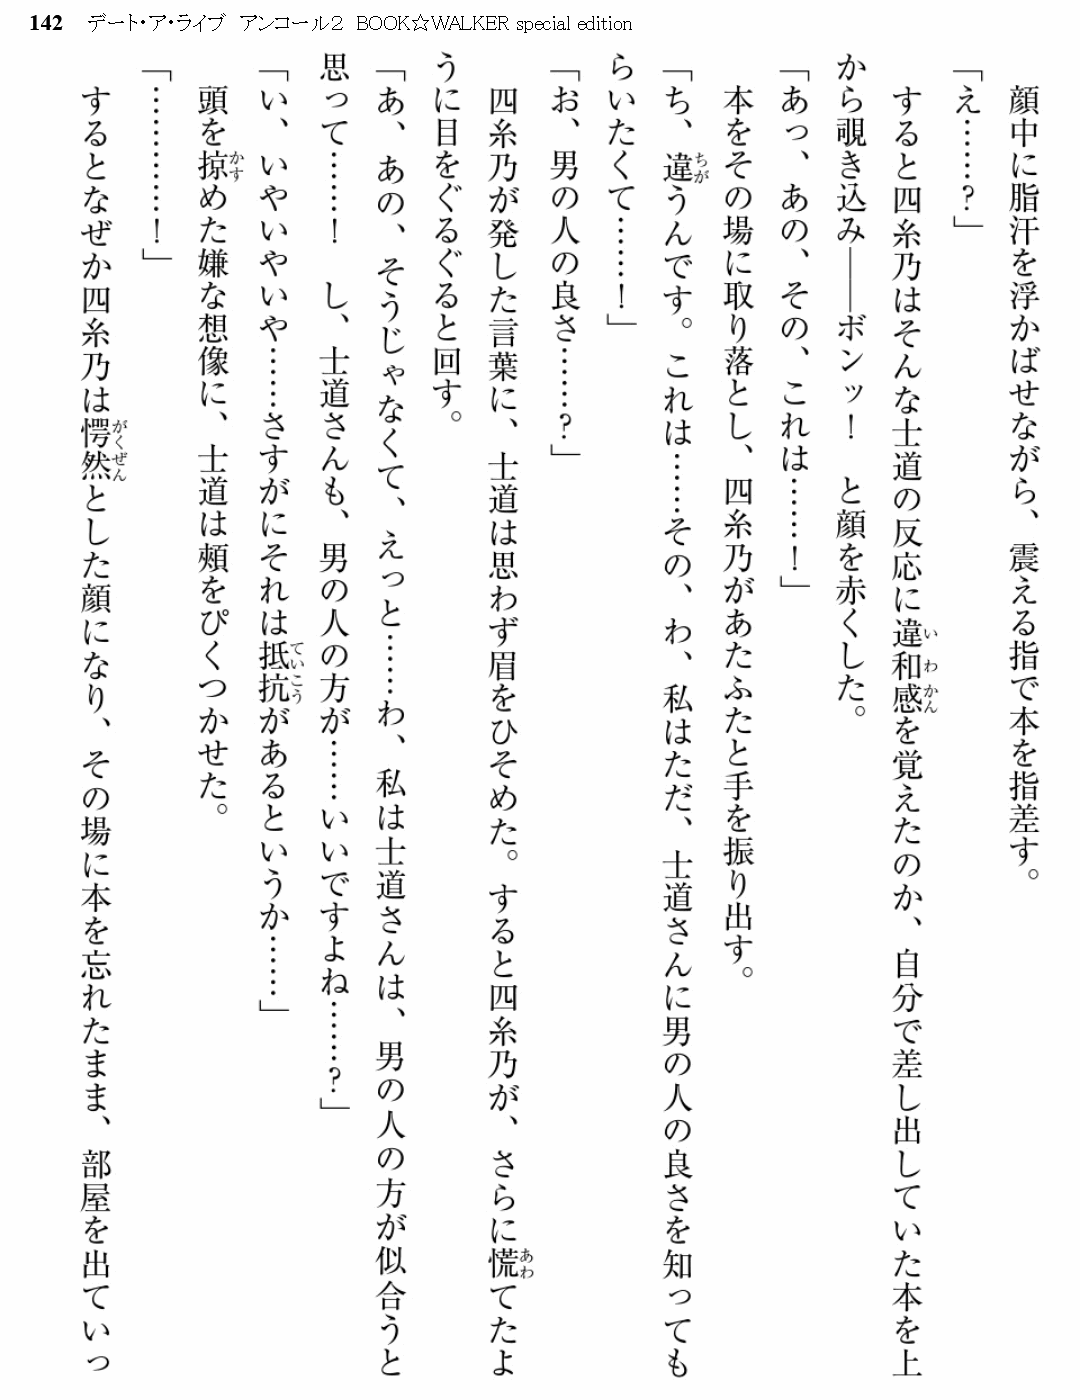 142 デート・ア・ライブ アンコール２ BOOK☆WALKER special edition
顔中に脂汗を浮かばせながら、震える指で本を指差す。
「え……？」
すると四糸乃はそんな士道の反応に違和感を覚えたのか、自分で差し出していた本を上
から覗き込み――ボンッ！　と顔を赤くした。
「あっ、あの、その、これは……！」
本をその場に取り落とし、四糸乃があたふたと手を振り出す。
「ち、違うんです。これは……その、わ、私はただ、士道さんに男の人の良さを知っても
らいたくて……！」
「お、男の人の良さ……？」
四糸乃が発した言葉に、士道は思わず眉をひそめた。すると四糸乃が、さらに慌てたよ
うに目をぐるぐると回す。
「あ、あの、そうじゃなくて、えっと……わ、私は士道さんは、男の人の方が似合うと
思って……！　し、士道さんも、男の人の方が……いいですよね……？」
「い、いやいやいや……さすがにそれは抵抗があるというか……」
頭を掠めた嫌な想像に、士道は頰をぴくつかせた。
「…………！」
するとなぜか四糸乃は愕然とした顔になり、その場に本を忘れたまま、部屋を出ていっ